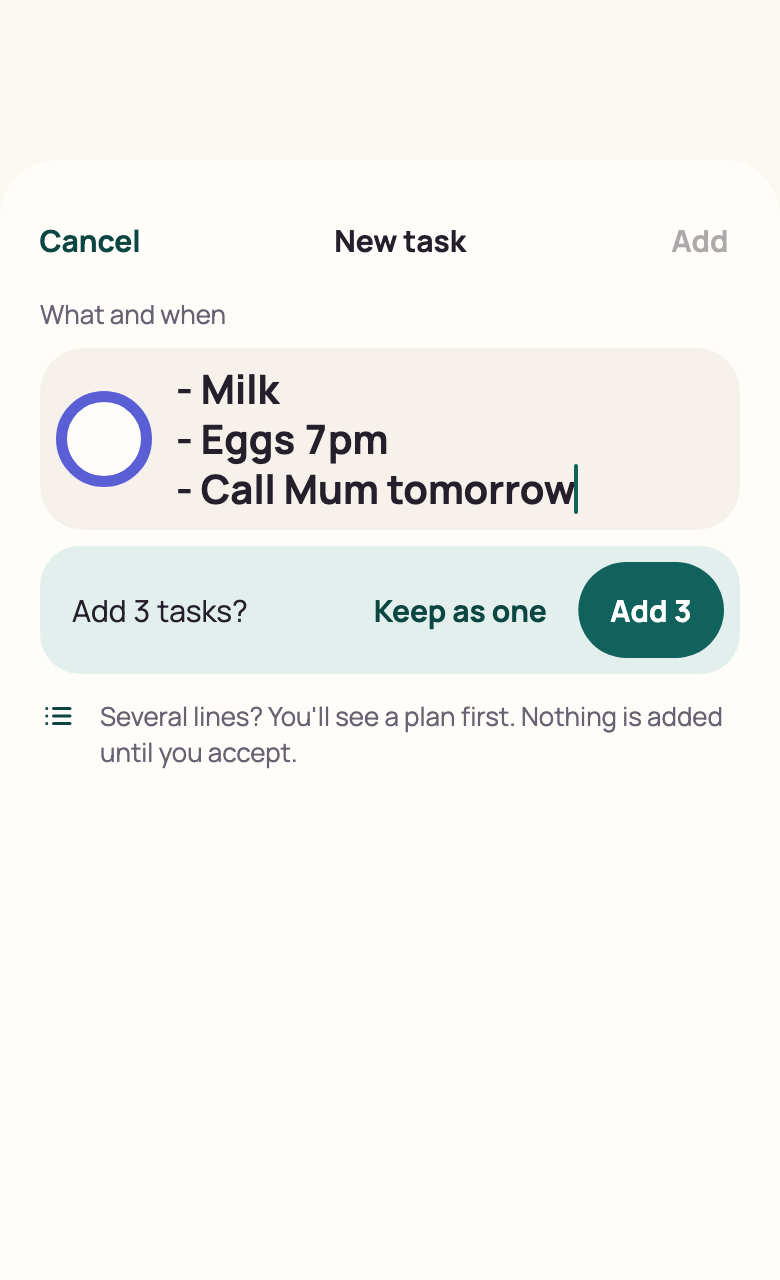 Cancel
New task
Add
What and when
- Milk
- Eggs 7pm
- Call Mum tomorrow
Add 3 tasks?
Keep as one
Add 3
Several lines? You'll see a plan first. Nothing is added
until you accept.